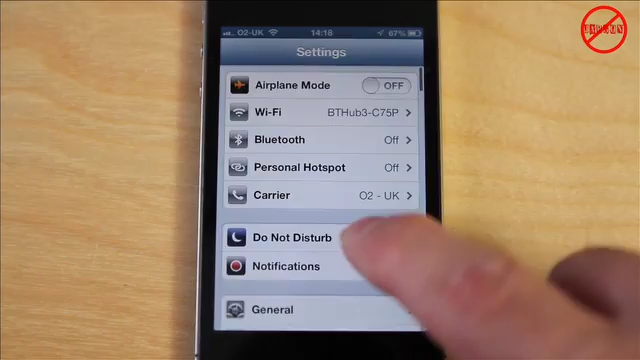 O2-UK 14:18 67%
Settings
Airplane Mode OFF
Wi-Fi BTHub3-C75P
Bluetooth Off
Personal Hotspot Off
Carrier O2 - UK
Do Not Disturb
Notifications
General